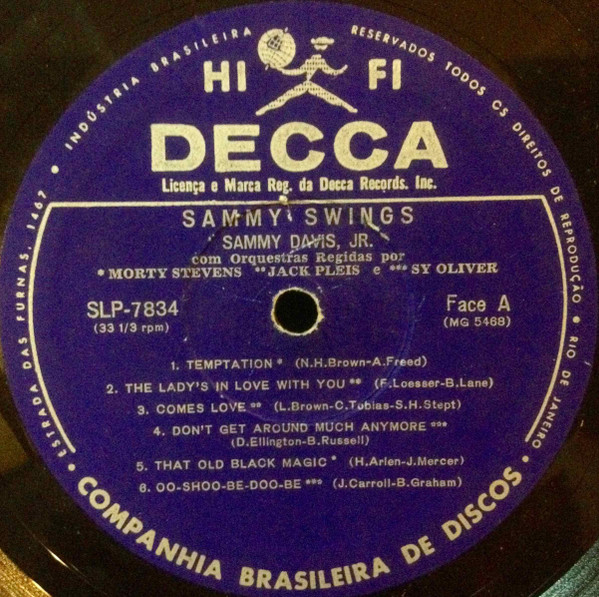 INDÚSTRIA BRASILEIRA
RESERVADOS TODOS OS DIREITOS DE REPRODUÇÃO • RIO DE JANEIRO
ESTRADA DAS FURNAS, 1467
HI FI
DECCA
Licença e Marca Reg. da Decca Records. Inc.
SAMMY SWINGS
SAMMY DAVIS, JR.
com Orquestras Regidas por
*MORTY STEVENS **JACK PLEIS e ***SY OLIVER
SLP-7834
(33 1/3 rpm)
Face A
(MG 5468)
1. TEMPTATION * (N.H.Brown-A.Freed)
2. THE LADY'S IN LOVE WITH YOU ** (F.Loesser-B.Lane)
3. COMES LOVE ** (L.Brown-C.Tobias-S.H.Stept)
4. DON'T GET AROUND MUCH ANYMORE ***
(D.Ellington-B.Russell)
5. THAT OLD BLACK MAGIC * (H.Arlen-J.Mercer)
6. OO-SHOO-BE-DOO-BE *** (J.Carroll-B.Graham)
COMPANHIA BRASILEIRA DE DISCOS